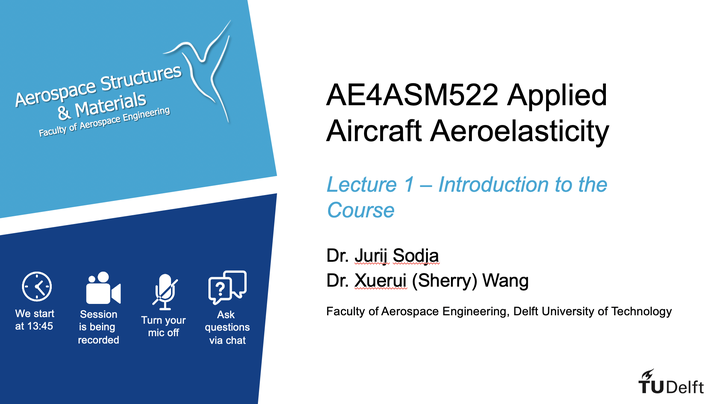 Aerospace Structures
& Materials
Faculty of Aerospace Engineering
We start
at 13:45
Session
is being
recorded
Turn your
mic off
Ask
questions
via chat
AE4ASM522 Applied
Aircraft Aeroelasticity
Lecture 1 – Introduction to the
Course
Dr. Jurij Sodja
Dr. Xuerui (Sherry) Wang
Faculty of Aerospace Engineering, Delft University of Technology
TUDelft